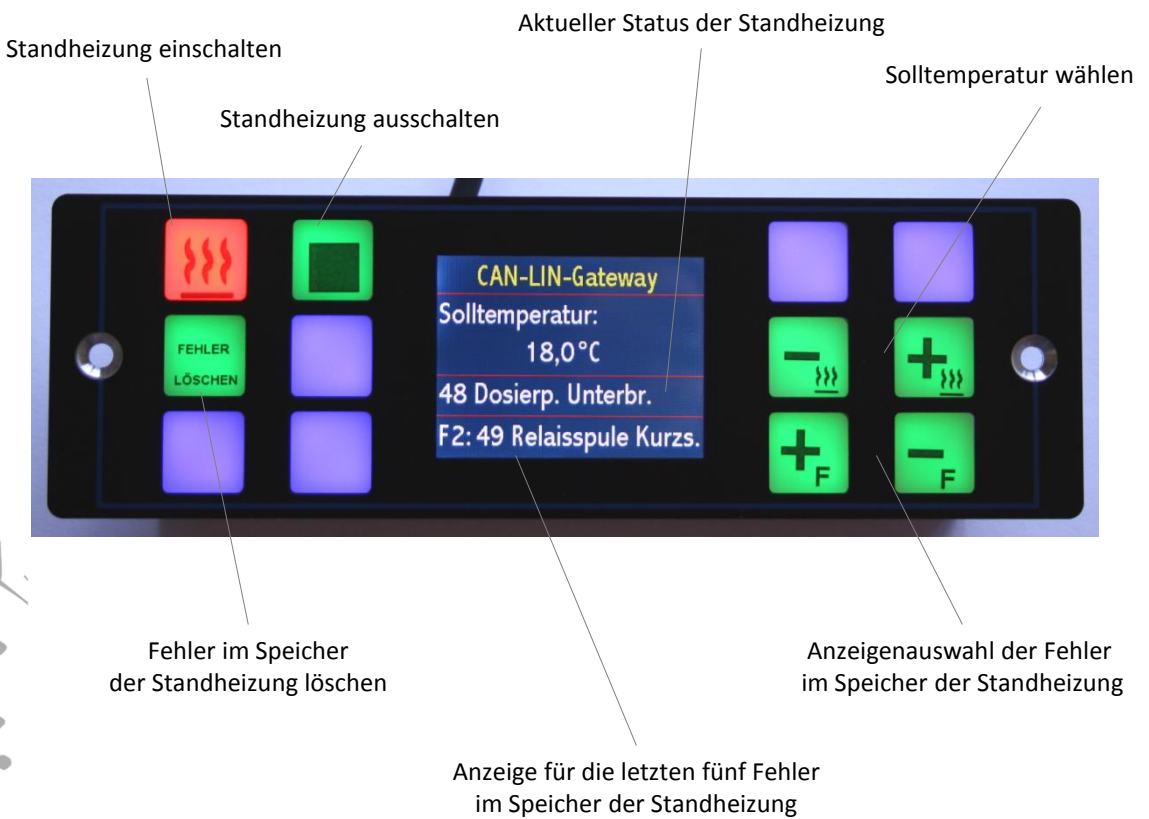 Aktueller Status der Standheizung
Standheizung einschalten
Solltemperatur wählen
Standheizung ausschalten
CAN-LIN-Gateway
Solltemperatur:
18,0°C
48 Dosierp. Unterbr.
F2: 49 Relaisspule Kurzs.
FEHLER
LÖSCHEN
F
F
Fehler im Speicher
der Standheizung löschen
Anzeigenauswahl der Fehler
im Speicher der Standheizung
Anzeige für die letzten fünf Fehler
im Speicher der Standheizung